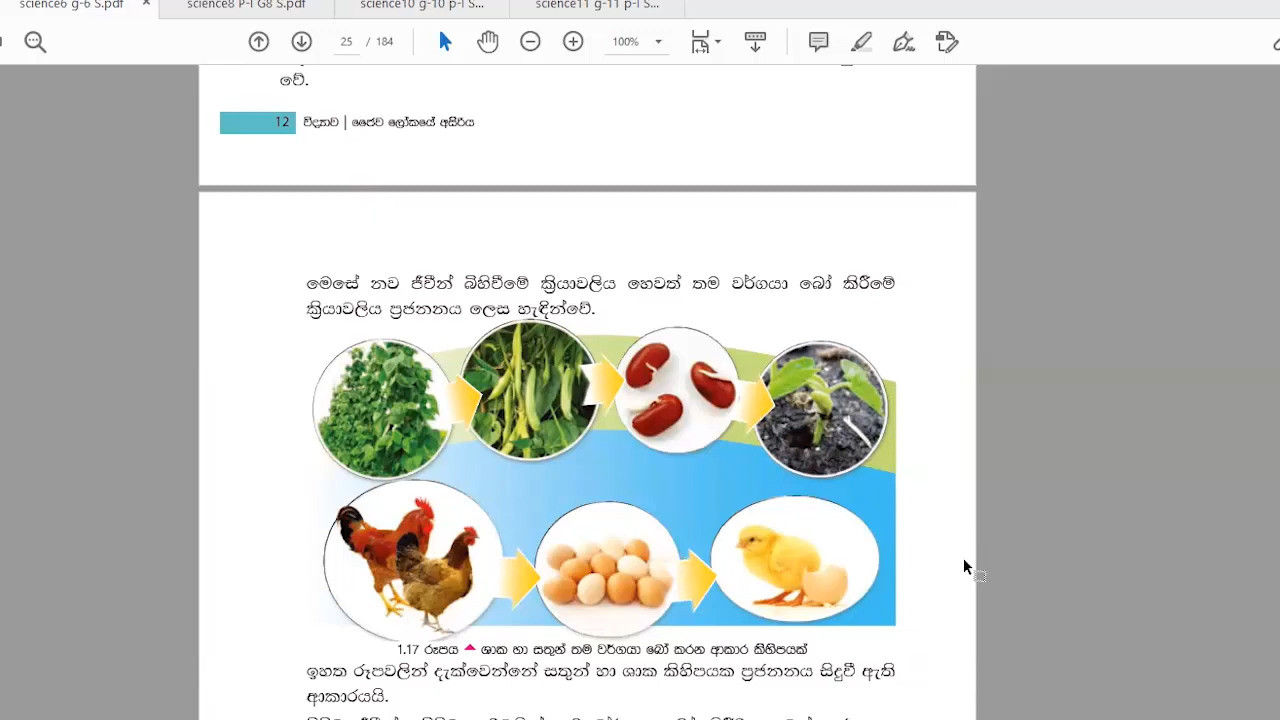 science6 g-6 S.pdf
science8 P-I G8 S.pdf
science10 g-10 p-I S...
science11 g-11 p-I S...
25 / 184
100%
වේ.
12 විද්‍යාව | ජෛව ලෝකයේ අසිරිය
මෙසේ නව ජීවීන් බිහිවීමේ ක්‍රියාවලිය හෙවත් තම වර්ගයා බෝ කිරීමේ
ක්‍රියාවලිය ප්‍රජනනය ලෙස හැඳින්වේ.
1.17 රූපය ▲ ශාක හා සතුන් තම වර්ගයා බෝ කරන ආකාර කිහිපයක්
ඉහත රූපවලින් දැක්වෙන්නේ සතුන් හා ශාක කිහිපයක ප්‍රජනනය සිදුවී ඇති
ආකාරයයි.